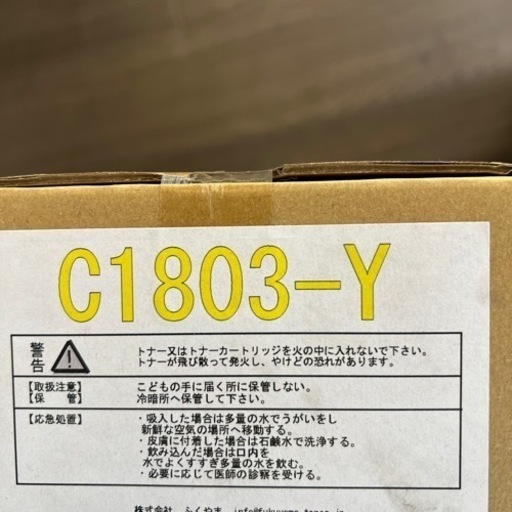 C1803-Y
警告
トナー又はトナーカートリッジを火の中に入れないで下さい。
トナーが飛び散って発火し、やけどの恐れがあります。
【取扱注意】 こどもの手に届く所に保管しない。
【保　管】 冷暗所へ保管して下さい。
【応急処置】 ・吸入した場合は多量の水でうがいをし
新鮮な空気の場所へ移動する。
・皮膚に付着した場合は石鹸水で洗浄する。
・飲み込んだ場合は口内を
水でよくすすぎ多量の水を飲む。
・必要に応じて医師の診察を受ける。
株式会社 ふくやま